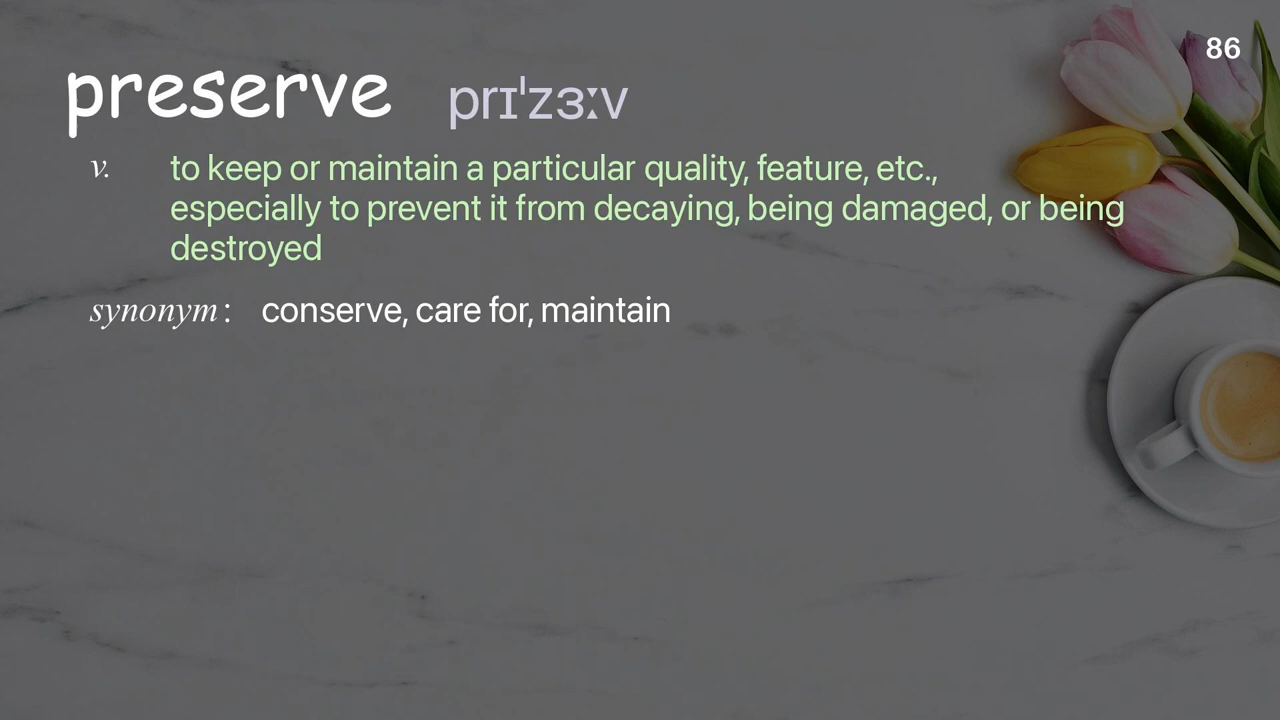 86
preserve prɪˈzɜːv
v. to keep or maintain a particular quality, feature, etc.,
especially to prevent it from decaying, being damaged, or being
destroyed
synonym: conserve, care for, maintain